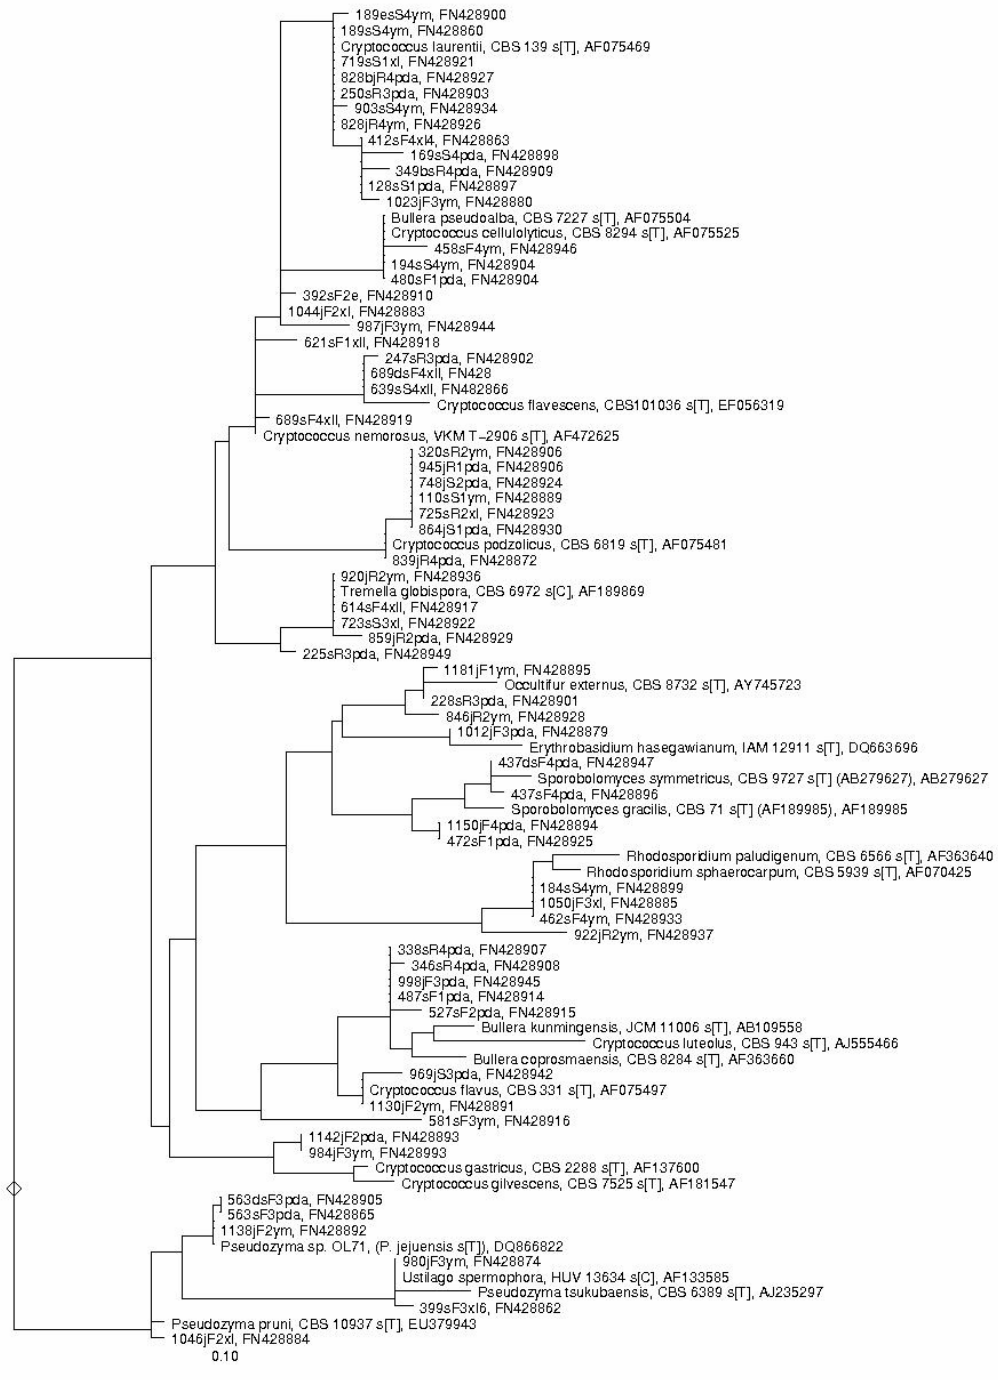 189esS4ym, FN428900
189sS4ym, FN428860
Cryptococcus laurentii, CBS 139 s[T], AF075469
719sS1xl, FN428921
828bjR4pda, FN428927
250sR3pda, FN428903
903sS4ym, FN428934
828jR4ym, FN428926
412sF4xl4, FN428863
169sS4pda, FN428898
349bsR4pda, FN428909
128sS1pda, FN428897
1023jF3ym, FN428880
Bullera pseudoalba, CBS 7227 s[T], AF075504
Cryptococcus cellulolyticus, CBS 8294 s[T], AF075525
458sF4ym, FN428946
194sS4ym, FN428904
480sF1pda, FN428904
392sF2e, FN428910
1044jF2xl, FN428883
987jF3ym, FN428944
621sF1xll, FN428918
247sR3pda, FN428902
689dsF4xll, FN428
639sS4xll, FN482866
Cryptococcus flavescens, CBS101036 s[T], EF056319
689sF4xll, FN428919
Cryptococcus nemorosus, VKM T-2906 s[T], AF472625
320sR2ym, FN428906
945jR1pda, FN428906
748jS2pda, FN428924
110sS1ym, FN428889
725sR2xl, FN428923
864jS1pda, FN428930
Cryptococcus podzolicus, CBS 6819 s[T], AF075481
839jR4pda, FN428872
920jR2ym, FN428936
Tremella globispora, CBS 6972 s[C], AF189869
614sF4xll, FN428917
723sS3xl, FN428922
859jR2pda, FN428929
225sR3pda, FN428949
1181jF1ym, FN428895
Occultifur externus, CBS 8732 s[T], AY745723
228sR3pda, FN428901
846jR2ym, FN428928
1012jF3pda, FN428879
Erythrobasidium hasegawianum, IAM 12911 s[T], DQ663696
437dsF4pda, FN428947
Sporobolomyces symmetricus, CBS 9727 s[T] (AB279627), AB279627
437sF4pda, FN428896
Sporobolomyces gracilis, CBS 71 s[T] (AF189985), AF189985
1150jF4pda, FN428894
472sF1pda, FN428925
Rhodosporidium paludigenum, CBS 6566 s[T], AF363640
Rhodosporidium sphaerocarpum, CBS 5939 s[T], AF070425
184sS4ym, FN428899
1050jF3xl, FN428885
462sF4ym, FN428933
922jR2ym, FN428937
338sR4pda, FN428907
346sR4pda, FN428908
998jF3pda, FN428945
487sF1pda, FN428914
527sF2pda, FN428915
Bullera kunmingensis, JCM 11006 s[T], AB109558
Cryptococcus luteolus, CBS 943 s[T], AJ555466
Bullera coprosmaensis, CBS 8284 s[T], AF363660
969jS3pda, FN428942
Cryptococcus flavus, CBS 331 s[T], AF075497
1130jF2ym, FN428891
581sF3ym, FN428916
1142jF2pda, FN428893
984jF3ym, FN428993
Cryptococcus gastricus, CBS 2288 s[T], AF137600
Cryptococcus gilvescens, CBS 7525 s[T], AF181547
563dsF3pda, FN428905
563sF3pda, FN428865
1138jF2ym, FN428892
Pseudozyma sp. OL71, (P. jejuensis s[T]), DQ866822
980jF3ym, FN428874
Ustilago spermophora, HUV 13634 s[C], AF133585
Pseudozyma tsukubaensis, CBS 6389 s[T], AJ235297
399sF3xl6, FN428862
Pseudozyma pruni, CBS 10937 s[T], EU379943
1046jF2xl, FN428884
0.10